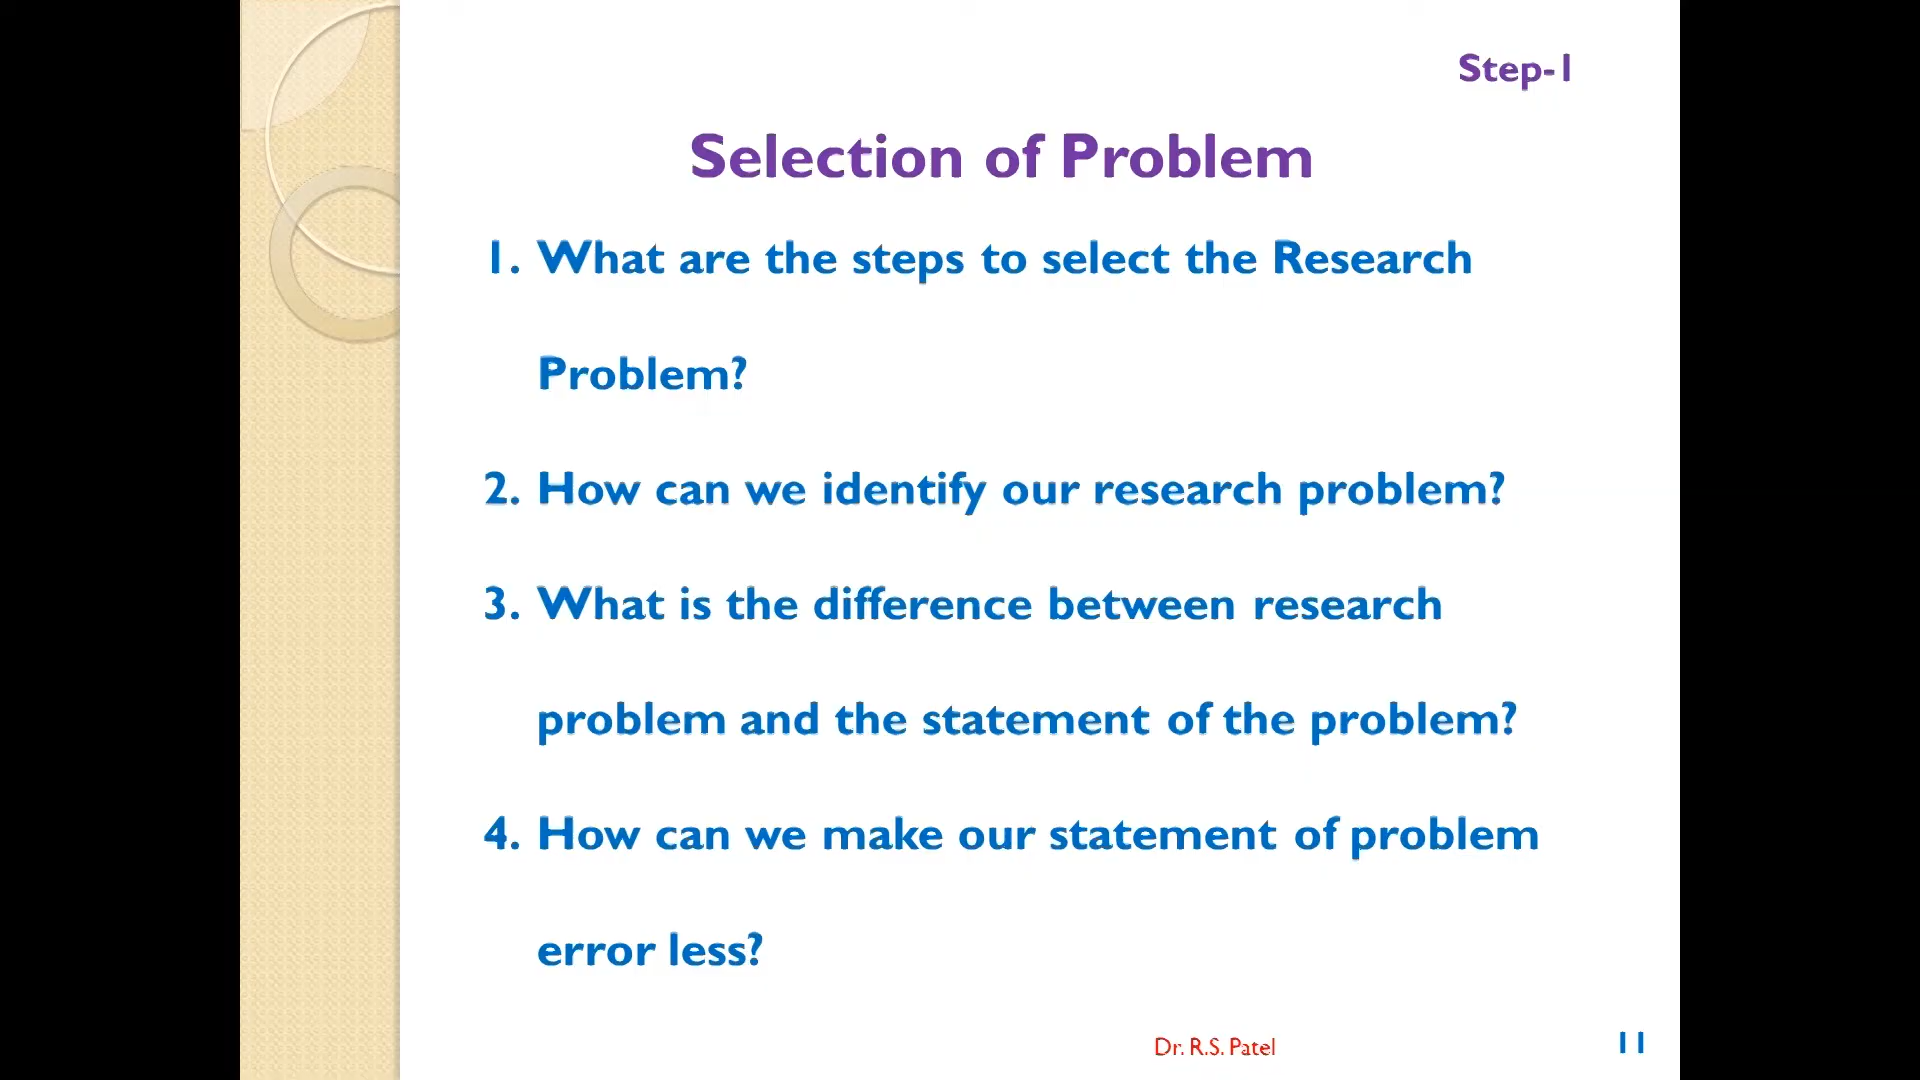 Step-1
Selection of Problem
1. What are the steps to select the Research
Problem?
2. How can we identify our research problem?
3. What is the difference between research
problem and the statement of the problem?
4. How can we make our statement of problem
error less?
Dr. R.S. Patel
11